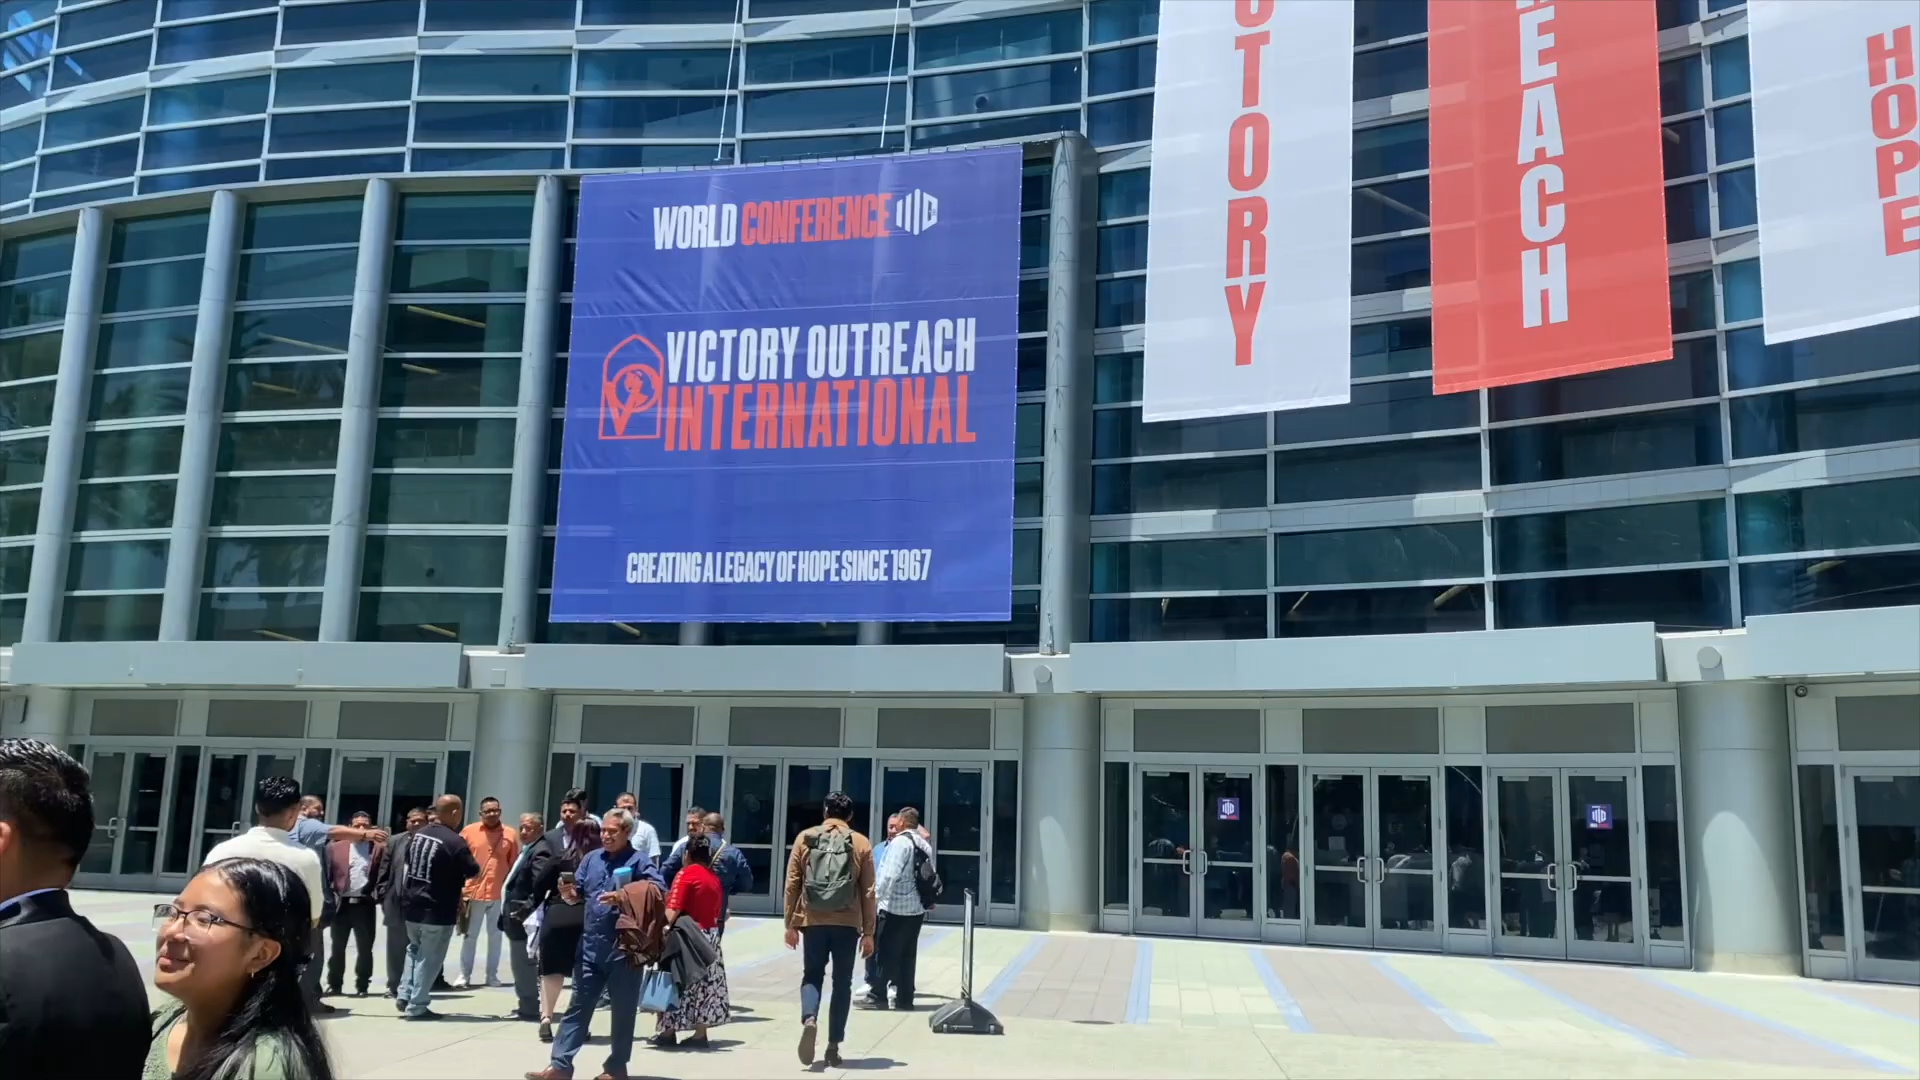 WORLD CONFERENCE
VICTORY OUTREACH
INTERNATIONAL
CREATING A LEGACY OF HOPE SINCE 1967
CTORY
REACH
HOPE